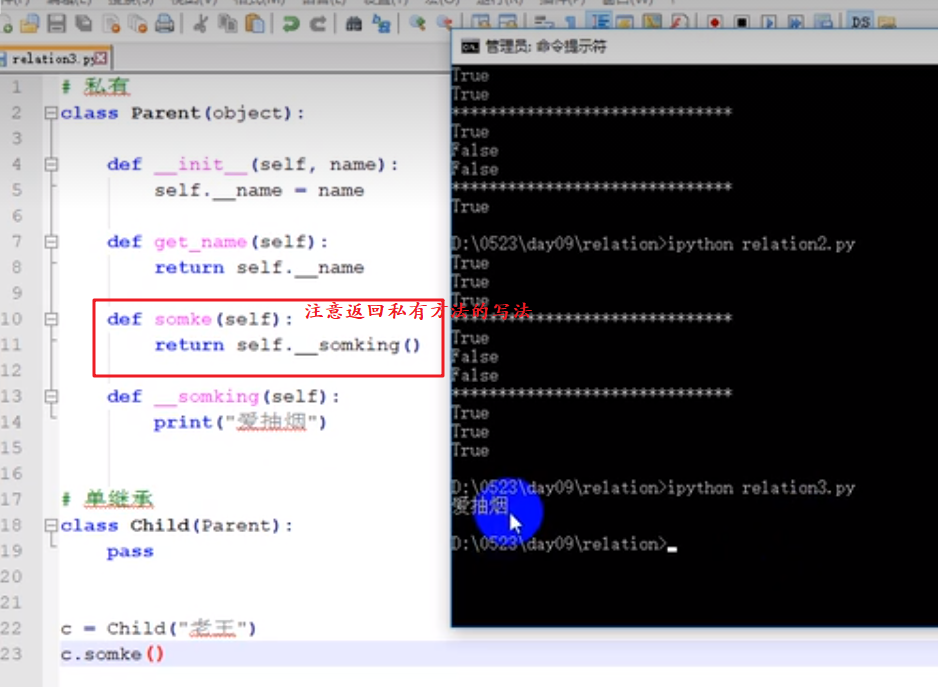 relation3.py
1 # 私有
2 class Parent(object):
3
4 def __init__(self, name):
5 self.__name = name
6
7 def get_name(self):
8 return self.__name
9
10 def somke(self):
11 return self.__somking()
12
13 def __somking(self):
14 print("爱抽烟")
15
16
17 # 单继承
18 class Child(Parent):
19 pass
20
21
22 c = Child("老王")
23 c.somke()
注意返回私有方法的写法
DS
管理员: 命令提示符
True
True
******************************
True
False
False
******************************
True
D:\0523\day09\relation>ipython relation2.py
True
True
True
******************************
True
False
False
******************************
True
True
True
D:\0523\day09\relation>ipython relation3.py
爱抽烟
D:\0523\day09\relation>